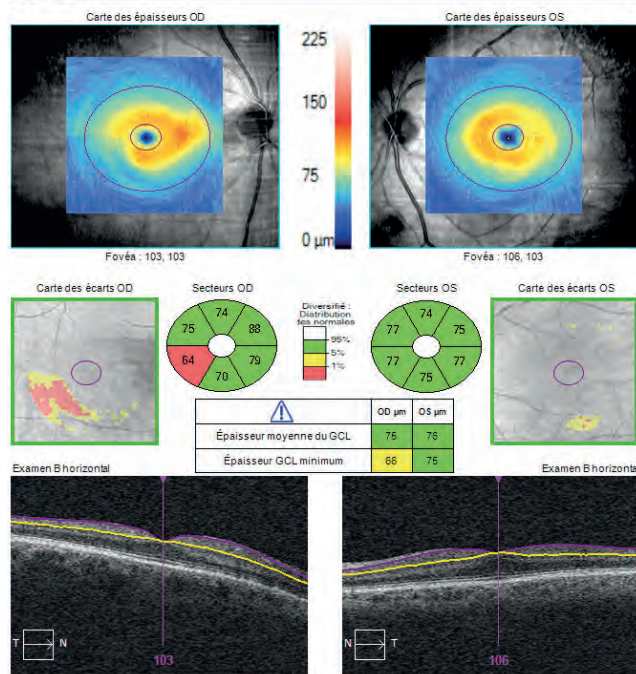 Carte des épaisseurs OD
Carte des épaisseurs OS
225
150
75
0 µm
Fovéa : 103, 103
Fovéa : 106, 103
Carte des écarts OD
Secteurs OD
Diversifié :
Distribution
des normales
Secteurs OS
Carte des écarts OS
95%
5%
1%
74
75
88
64
79
70
74
77
75
77
77
75
OD µm
OS µm
Épaisseur moyenne du GCL
75
76
Épaisseur GCL minimum
66
75
Examen B horizontal
Examen B horizontal
T
N
103
T
N
106